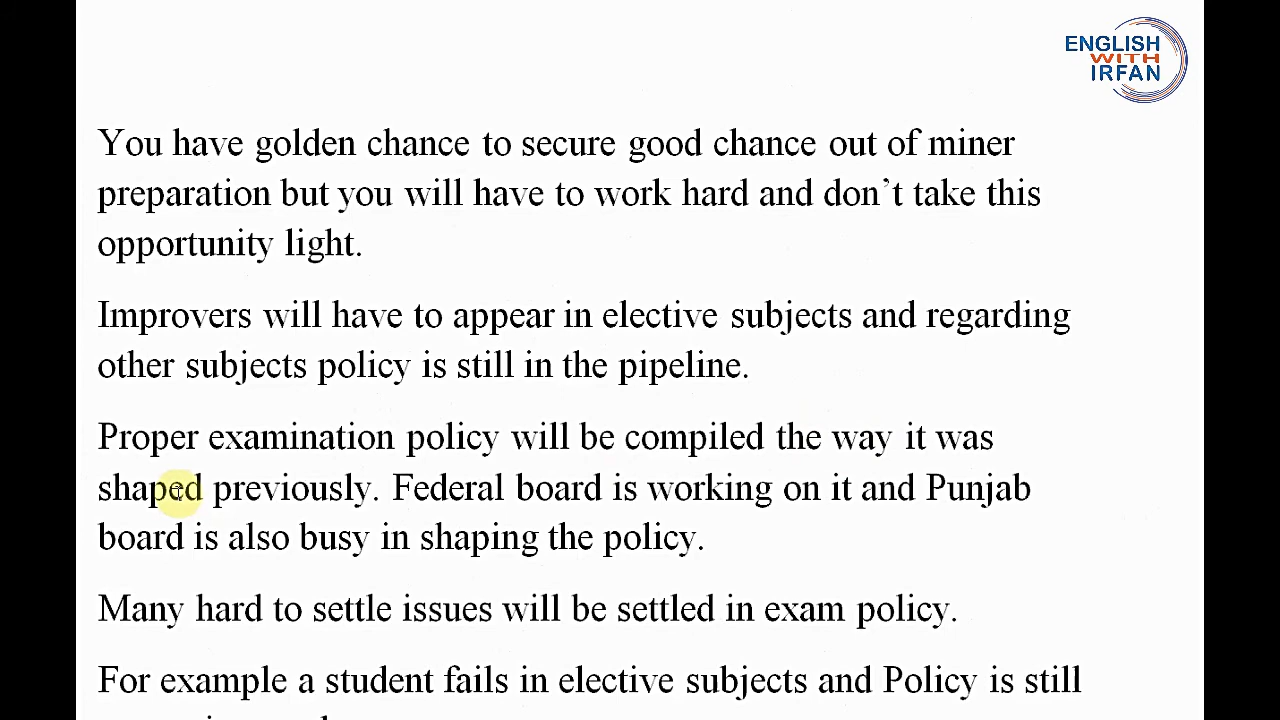 ENGLISH
WITH
IRFAN
You have golden chance to secure good chance out of miner
preparation but you will have to work hard and don’t take this
opportunity light.
Improvers will have to appear in elective subjects and regarding
other subjects policy is still in the pipeline.
Proper examination policy will be compiled the way it was
shaped previously. Federal board is working on it and Punjab
board is also busy in shaping the policy.
Many hard to settle issues will be settled in exam policy.
For example a student fails in elective subjects and Policy is still